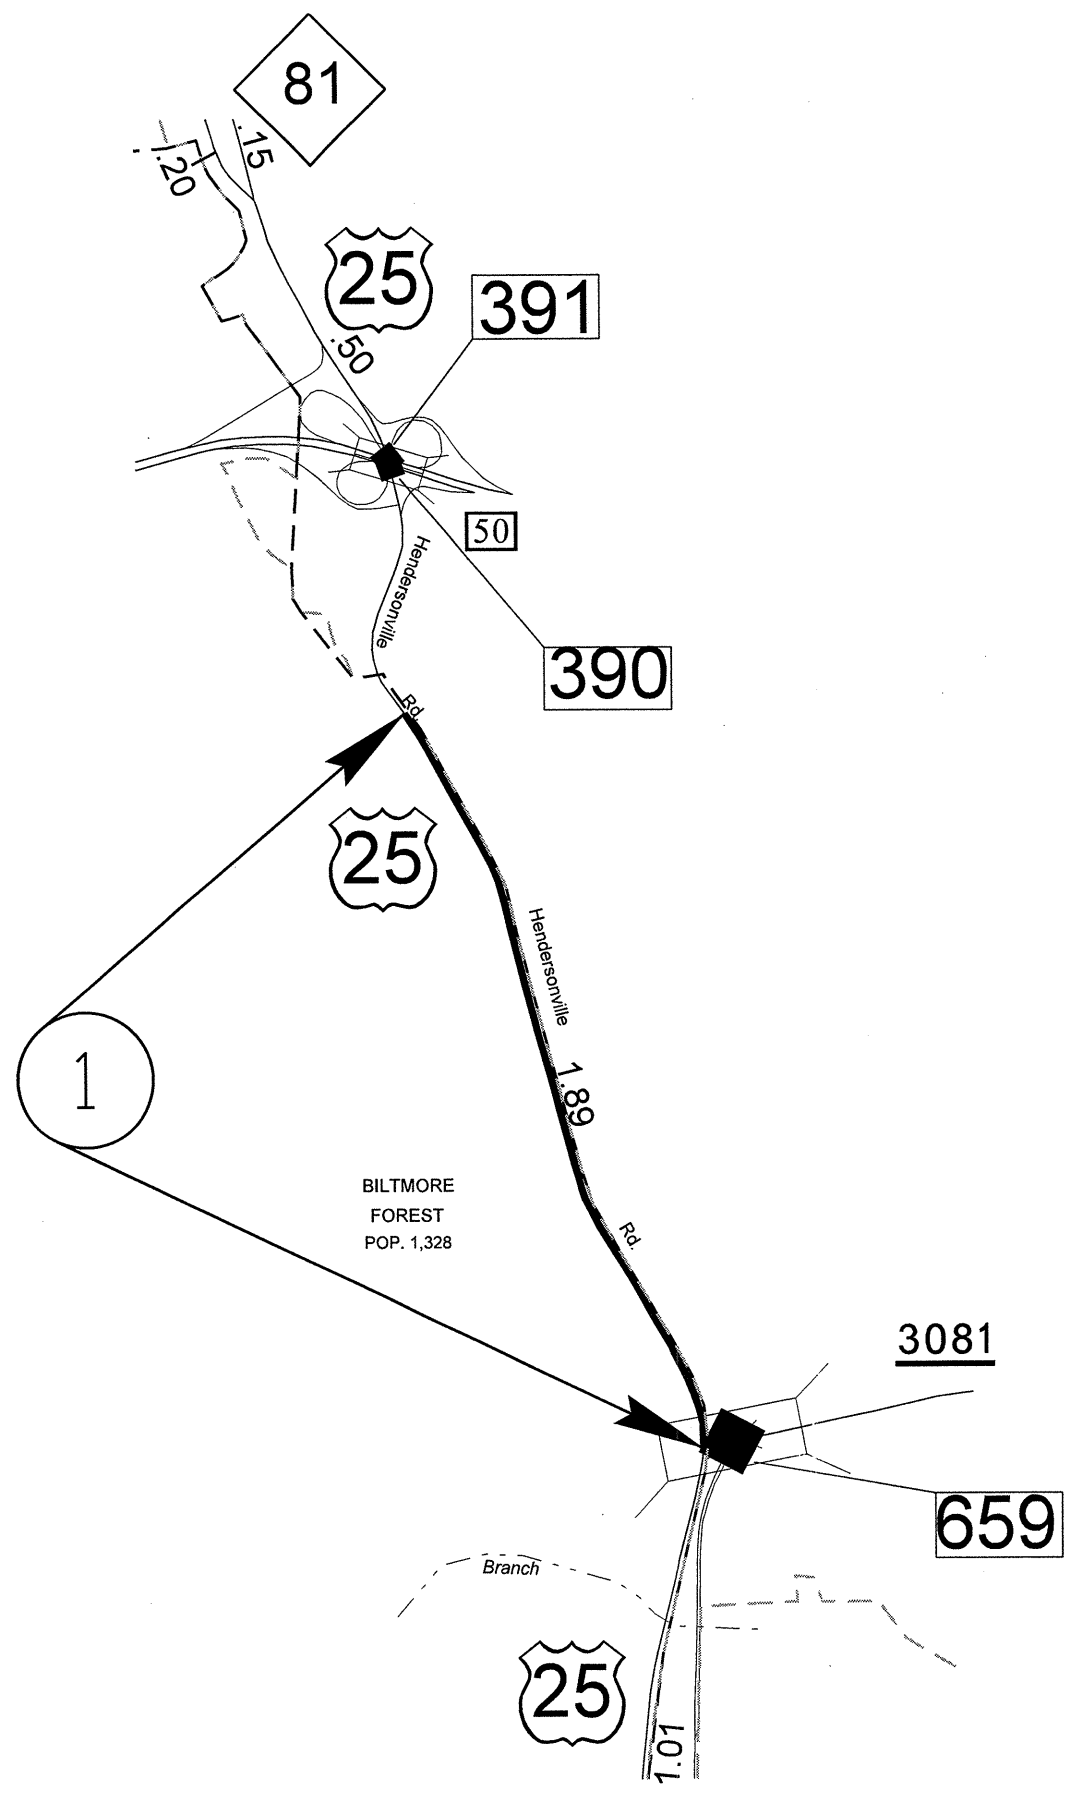 81
.15
.20
25
391
.50
50
Hendersonville
390
Rd.
25
Hendersonville
1
1.89
BILTMORE
FOREST
POP. 1,328
Rd.
3081
659
Branch
25
1.01